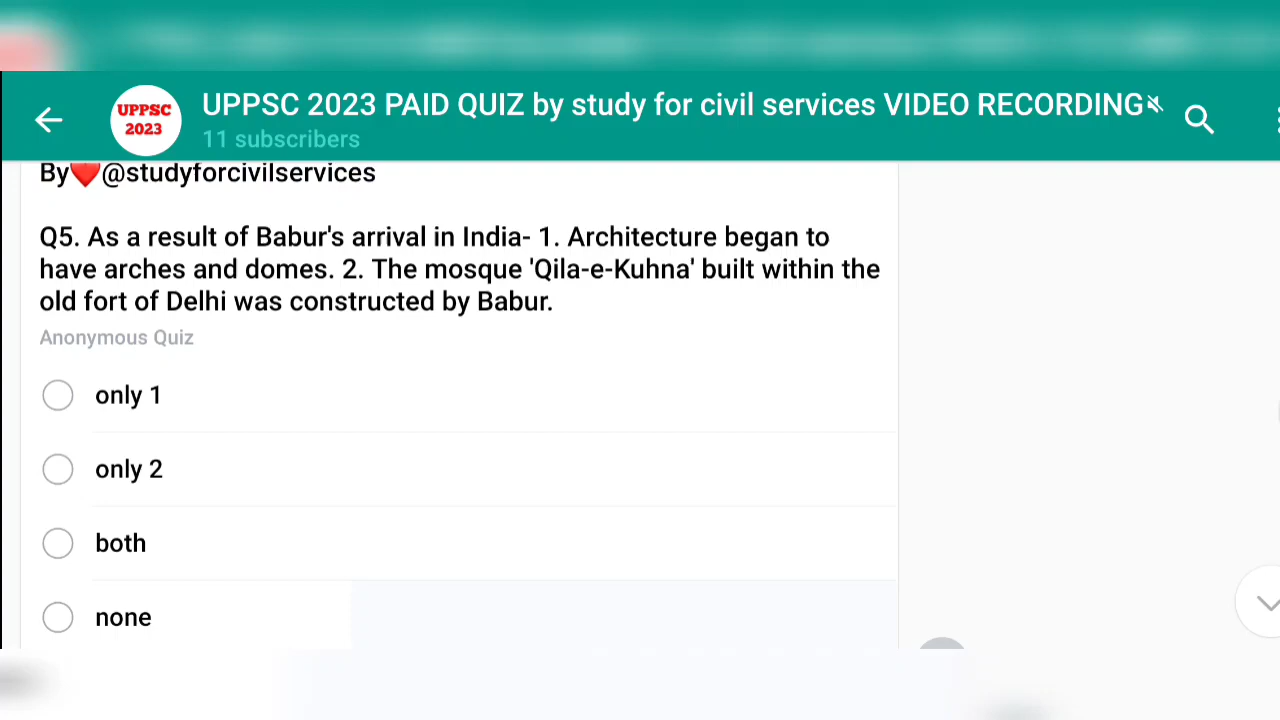 UPPSC
2023
UPPSC 2023 PAID QUIZ by study for civil services VIDEO RECORDING
11 subscribers
By❤️@studyforcivilservices
Q5. As a result of Babur's arrival in India- 1. Architecture began to
have arches and domes. 2. The mosque 'Qila-e-Kuhna' built within the
old fort of Delhi was constructed by Babur.
Anonymous Quiz
only 1
only 2
both
none